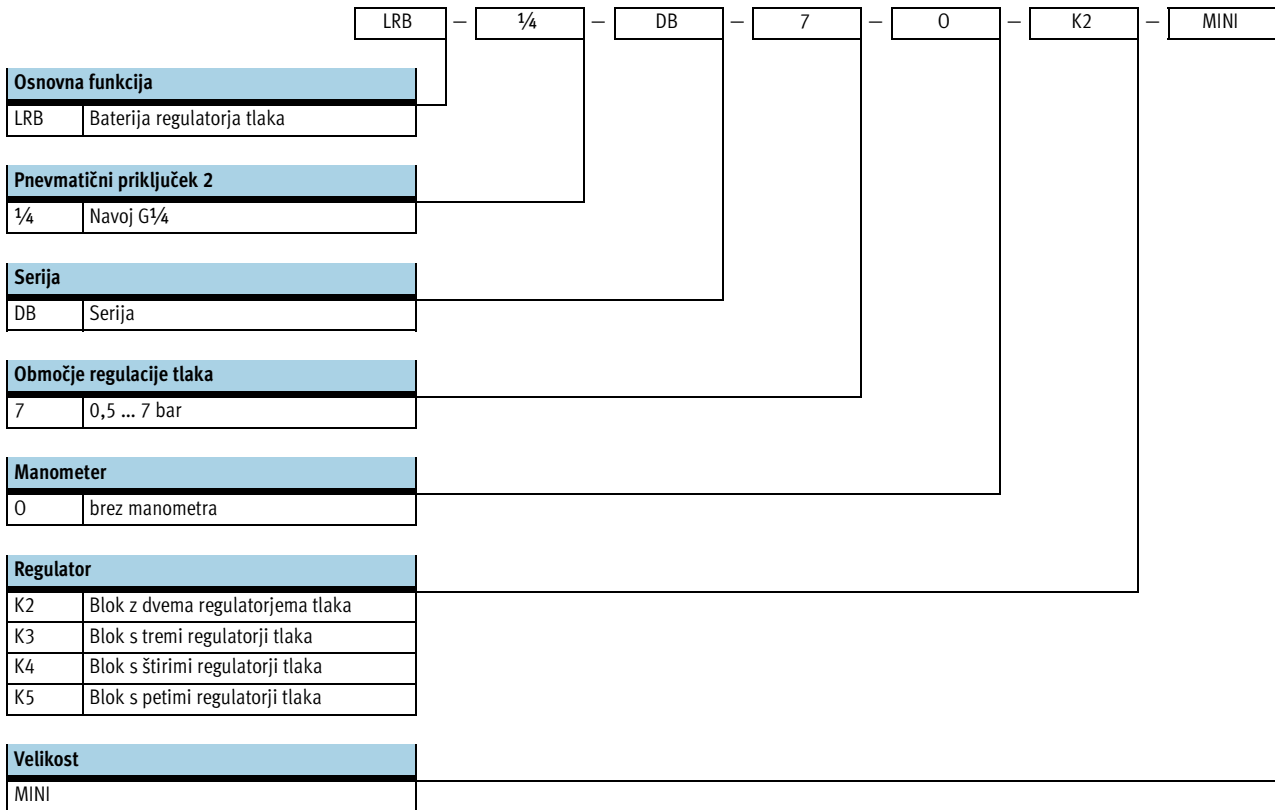 LRB – ¼ – DB – 7 – O – K2 – MINI
Osnovna funkcija
LRB Baterija regulatorja tlaka
Pnevmatični priključek 2
¼ Navoj G¼
Serija
DB Serija
Območje regulacije tlaka
7 0,5 ... 7 bar
Manometer
O brez manometra
Regulator
K2 Blok z dvema regulatorjema tlaka
K3 Blok s tremi regulatorji tlaka
K4 Blok s štirimi regulatorji tlaka
K5 Blok s petimi regulatorji tlaka
Velikost
MINI